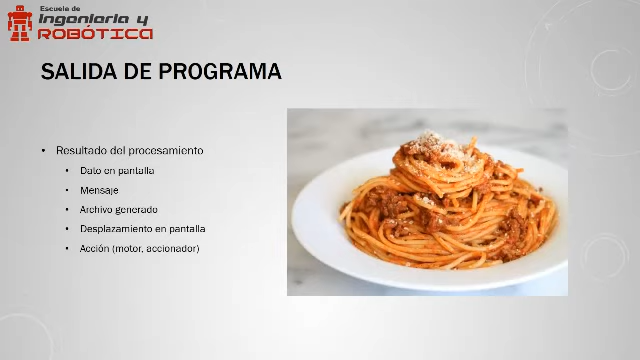 Escuela de
Ingeniería y
ROBÓTICA
SALIDA DE PROGRAMA
• Resultado del procesamiento
• Dato en pantalla
• Mensaje
• Archivo generado
• Desplazamiento en pantalla
• Acción (motor, accionador)